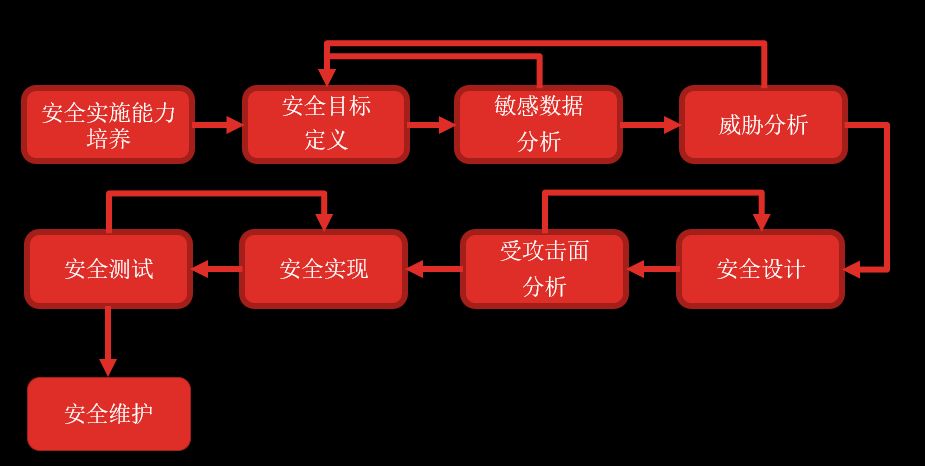 安全实施能力
培养
安全目标
定义
敏感数据
分析
威胁分析
安全测试
安全实现
受攻击面
分析
安全设计
安全维护